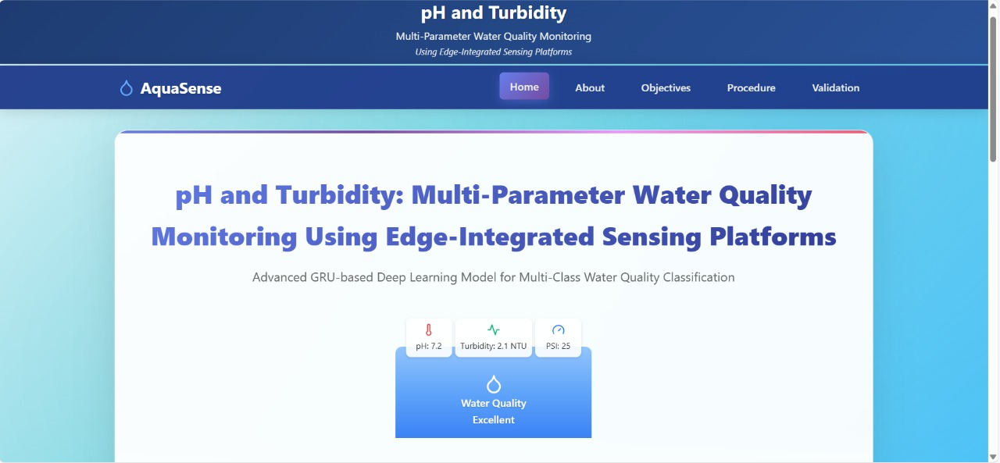 pH and Turbidity
Multi-Parameter Water Quality Monitoring
Using Edge-Integrated Sensing Platforms
AquaSense
Home
About
Objectives
Procedure
Validation
pH and Turbidity: Multi-Parameter Water Quality
Monitoring Using Edge-Integrated Sensing Platforms
Advanced GRU-based Deep Learning Model for Multi-Class Water Quality Classification
pH: 7.2
Turbidity: 2.1 NTU
PSI: 25
Water Quality
Excellent